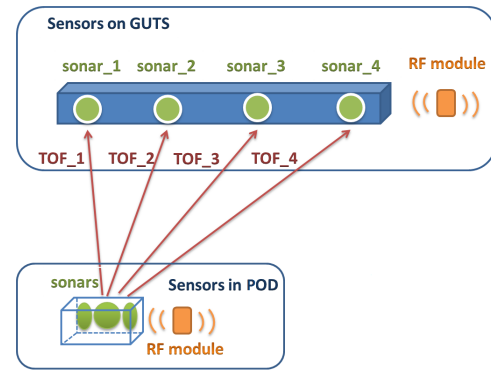 Sensors on GUTS
sonar_1 sonar_2 sonar_3 sonar_4 RF module
TOF_1 TOF_2 TOF_3 TOF_4
sonars Sensors in POD
RF module